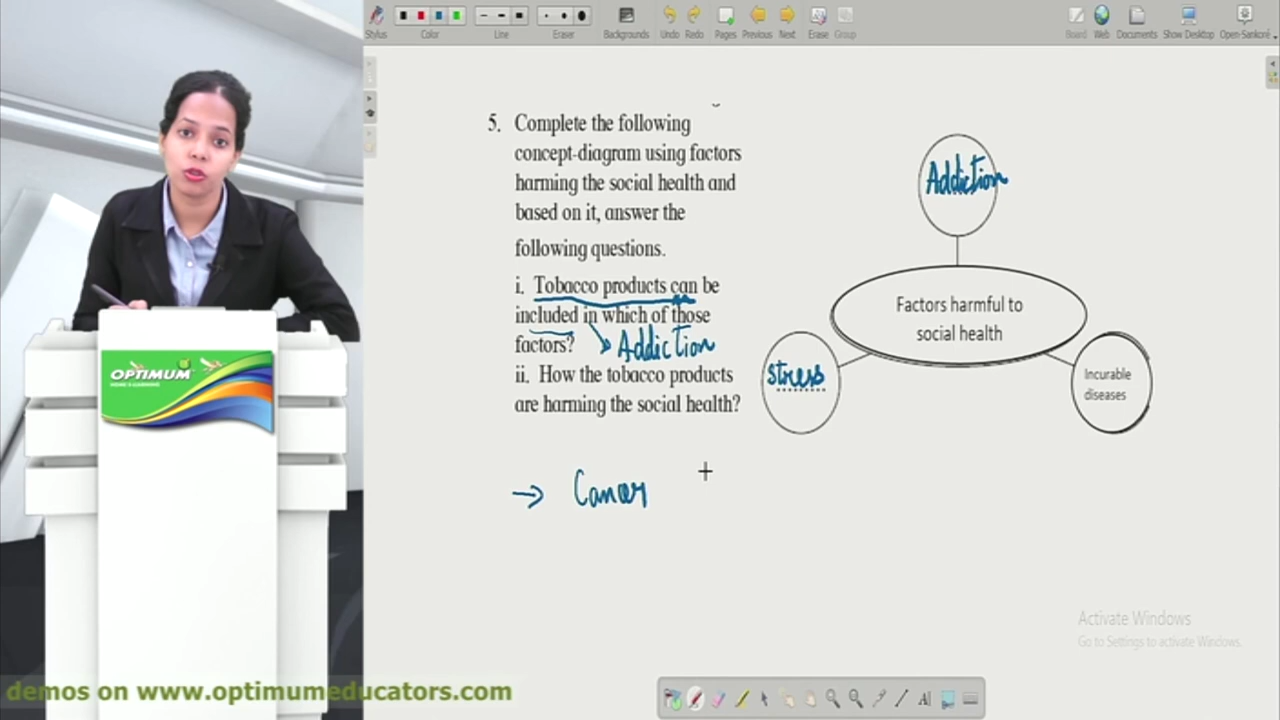 Stylus
Color
Line
Eraser
Backgrounds
Undo
Redo
Pages
Previous
Next
Erase
Group
Board
Web
Documents
Show Desktop
Open-Sankoré
5. Complete the following
concept-diagram using factors
harming the social health and
based on it, answer the
following questions.
i. Tobacco products can be
included in which of those
factors? Addiction
ii. How the tobacco products
are harming the social health?
→ Cancer
Addiction
Factors harmful to
social health
Stress
Incurable
diseases
OPTIMUM
Activate Windows
Go to Settings to activate Windows.
demos on www.optimumeducators.com